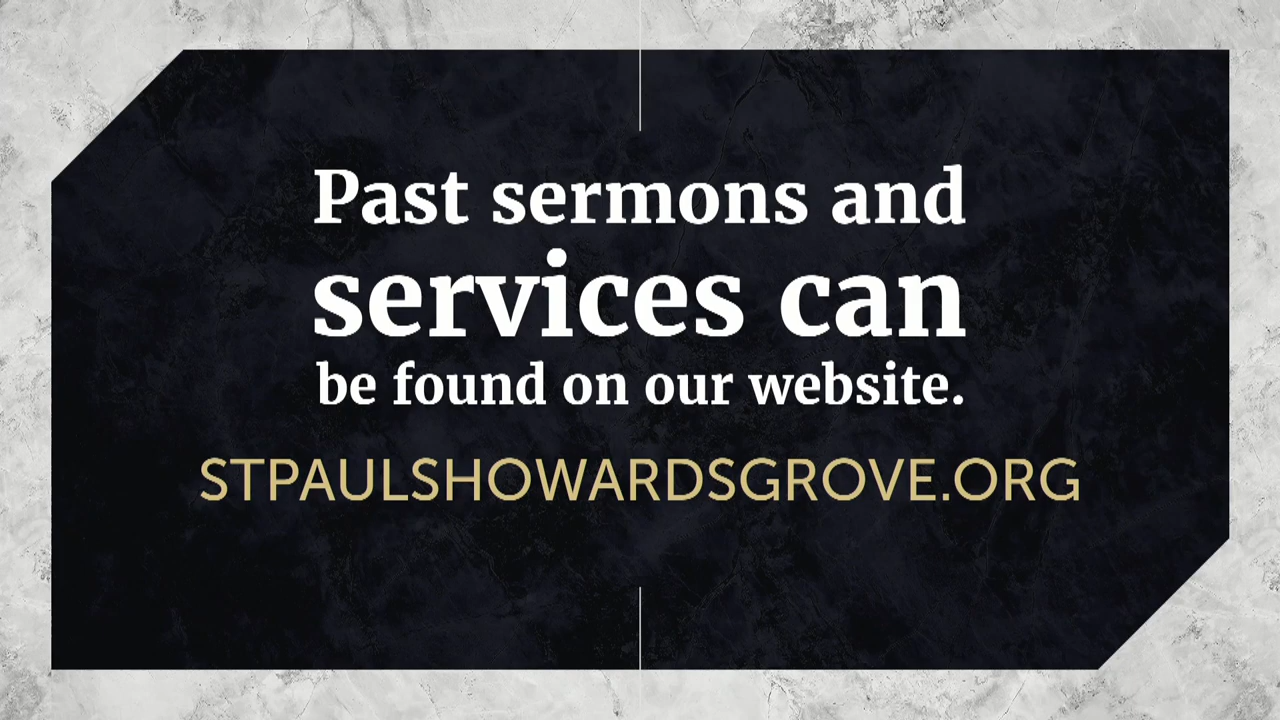 Past sermons and
services can
be found on our website.
STPAULSHOWARDSGROVE.ORG